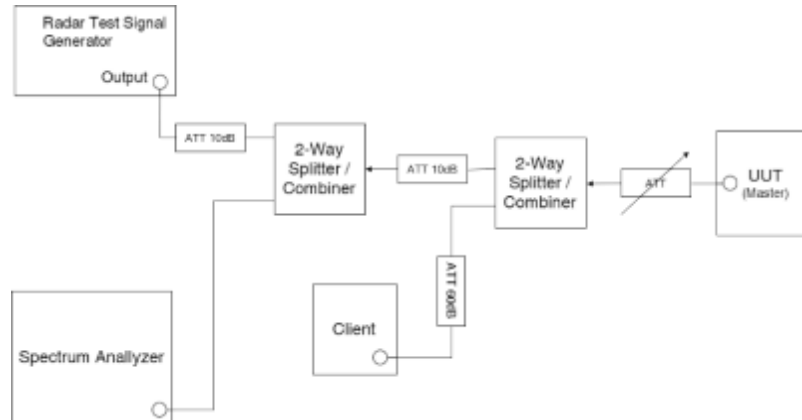 Radar Test Signal
Generator
Output
ATT 10dB
2-Way
Splitter /
Combiner
ATT 10dB
2-Way
Splitter /
Combiner
ATT
UUT
(Master)
ATT 60dB
Client
Spectrum Anallyzer